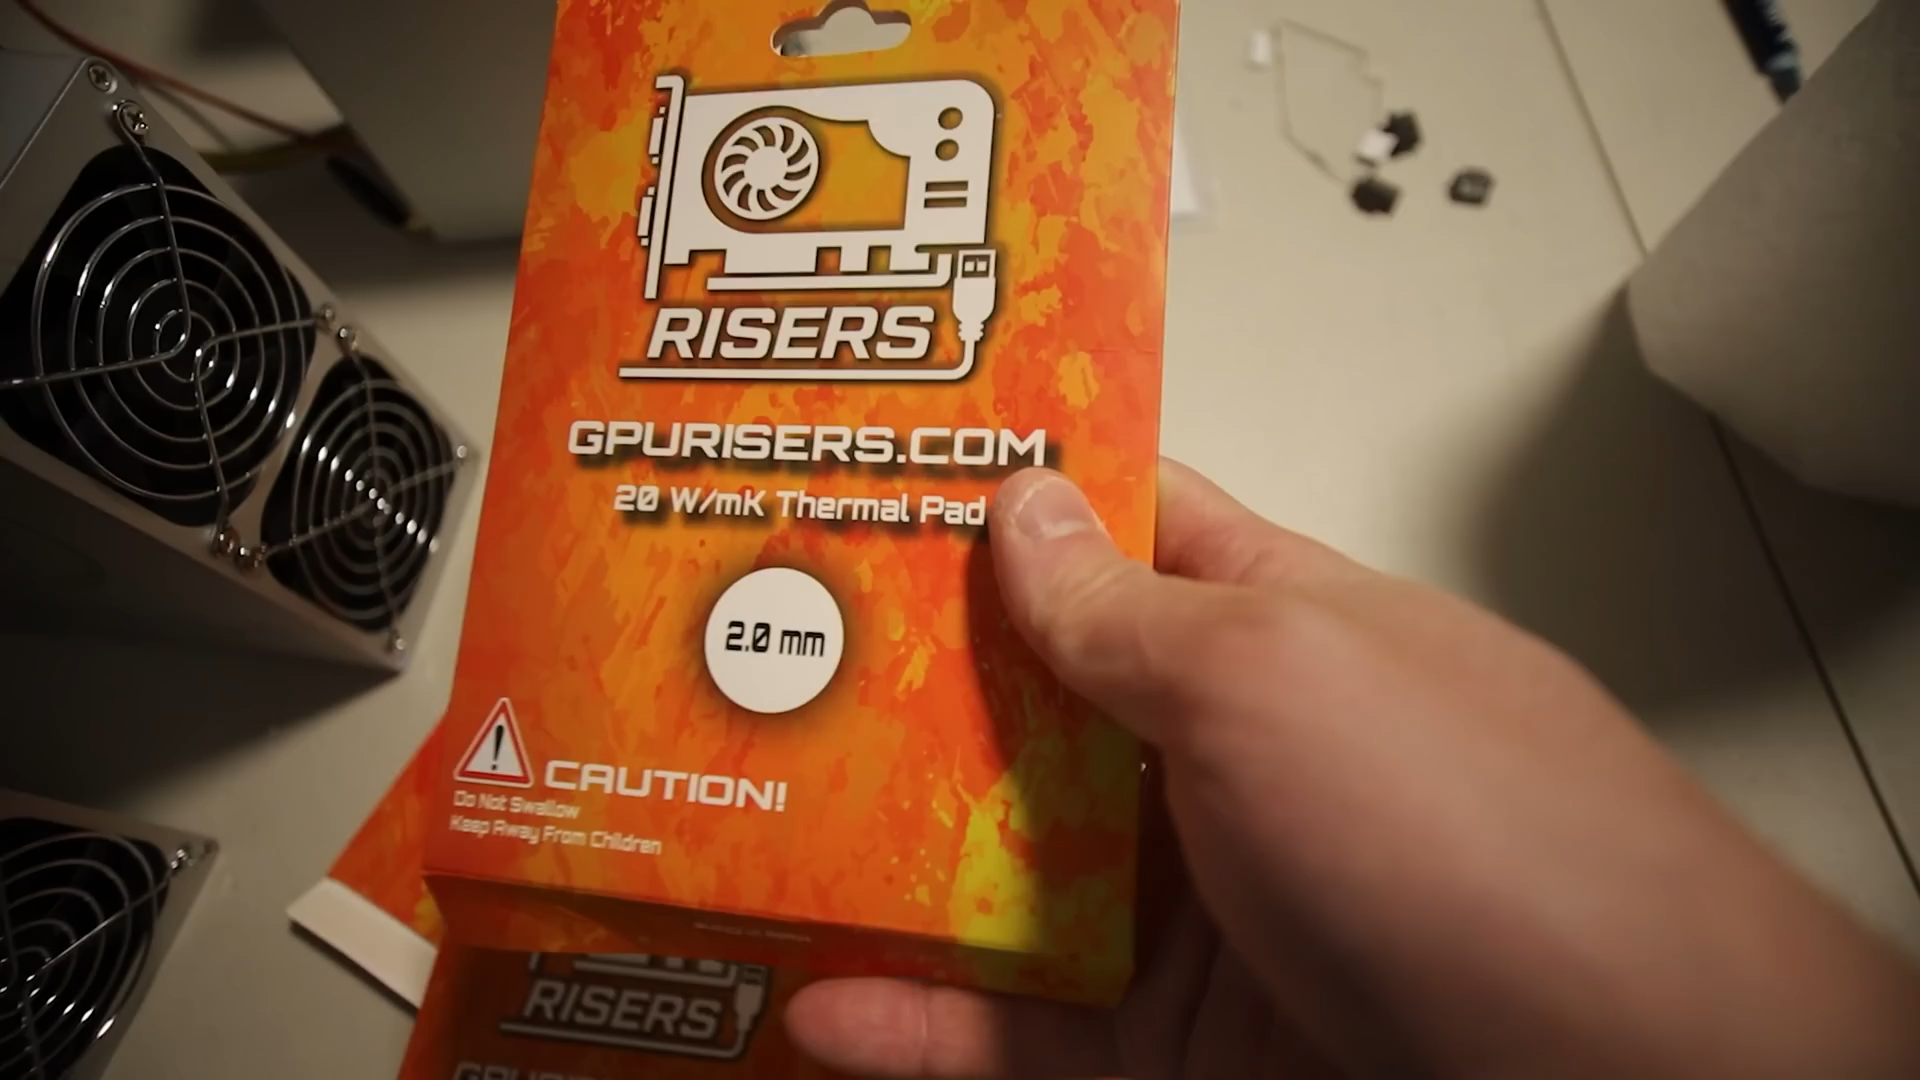 RISERS
GPURISERS.COM
20 W/mK Thermal Pad
2.0 mm
CAUTION!
Do Not Swallow
Keep Away From Children
RISERS